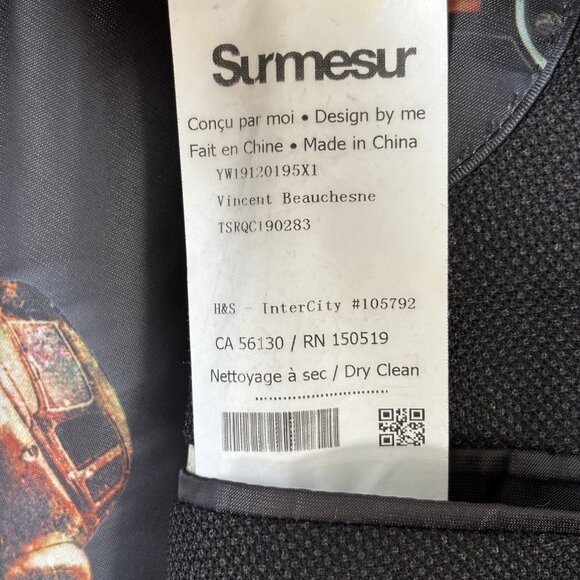 Surmesur
Conçu par moi • Design by me
Fait en Chine • Made in China
YW19120195X1
Vincent Beauchesne
TSRQC190283
H&S - InterCity #105792
CA 56130 / RN 150519
Nettoyage à sec / Dry Clean